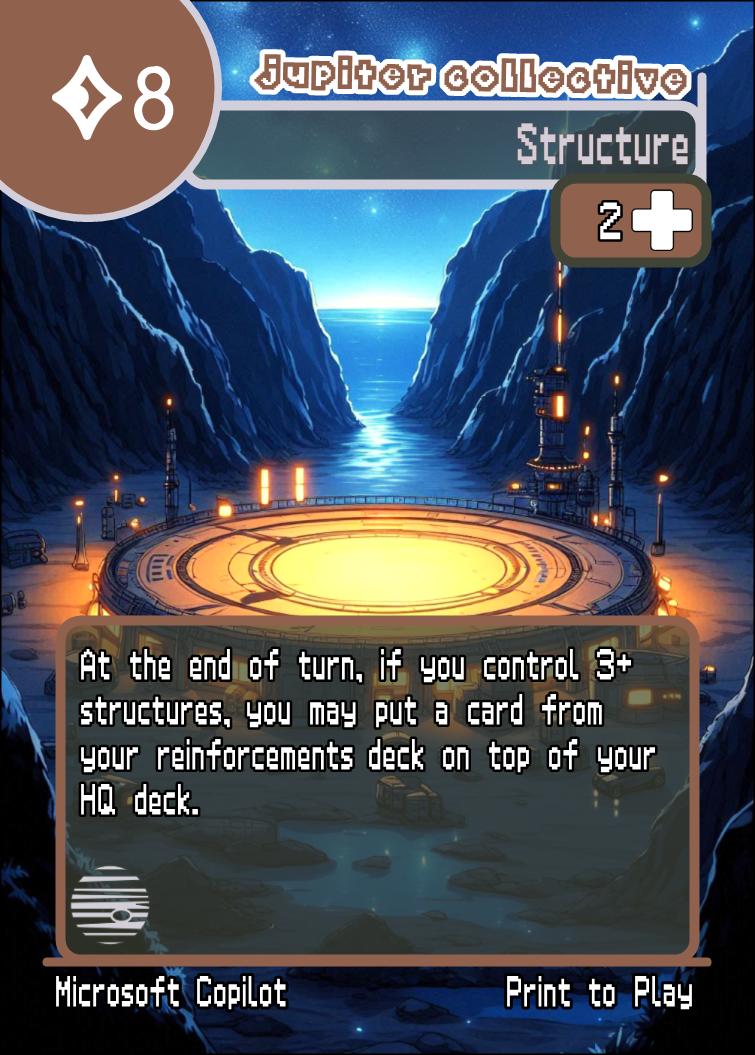 8
Jupiter collective
Structure
2
At the end of turn, if you control 3+
structures, you may put a card from
your reinforcements deck on top of your
HQ deck.
Microsoft Copilot
Print to Play